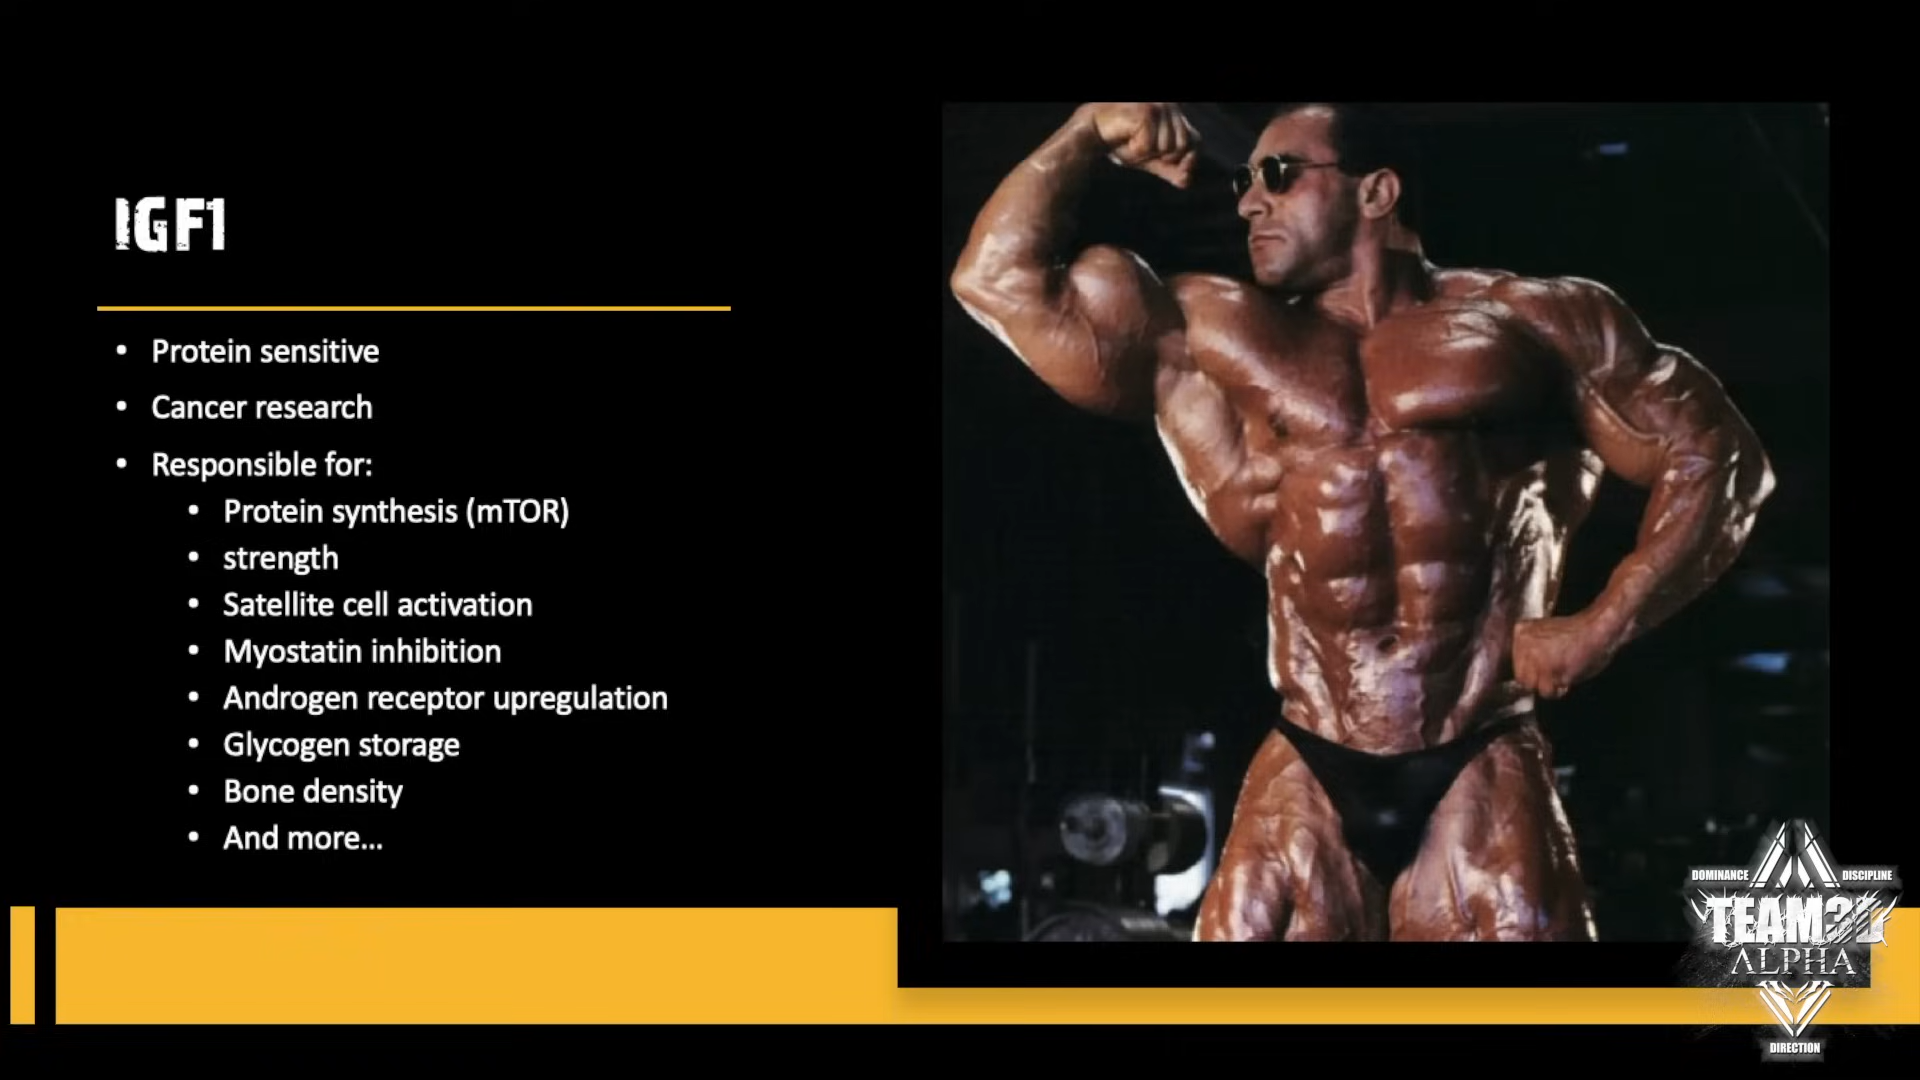 IGF1
• Protein sensitive
• Cancer research
• Responsible for:
• Protein synthesis (mTOR)
• strength
• Satellite cell activation
• Myostatin inhibition
• Androgen receptor upregulation
• Glycogen storage
• Bone density
• And more...
DOMINANCE DISCIPLINE
TEAM3D
ALPHA
DIRECTION